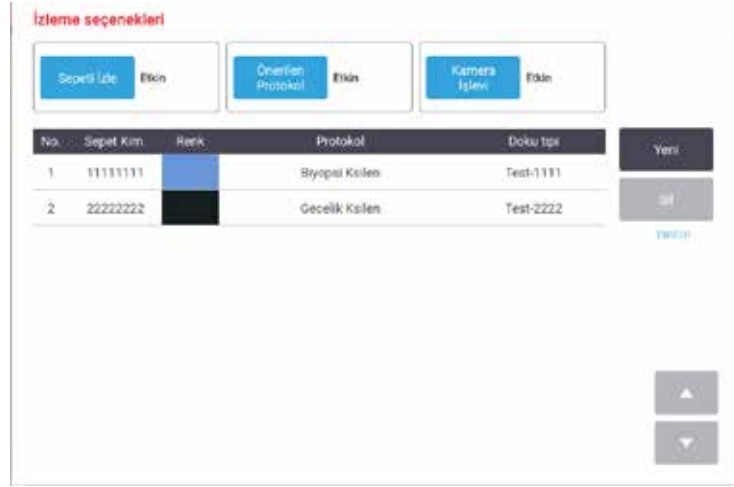 İzleme seçenekleri
Sepeti İzle Etkin
Önerilen Protokol Etkin
Kamera İşlevi Etkin
No. Sepet Kim. Renk Protokol Doku tipi
1 11111111 Biyopsi Ksilen Test-1111
2 22222222 Gecelik Ksilen Test-2222
Yeni
Sil